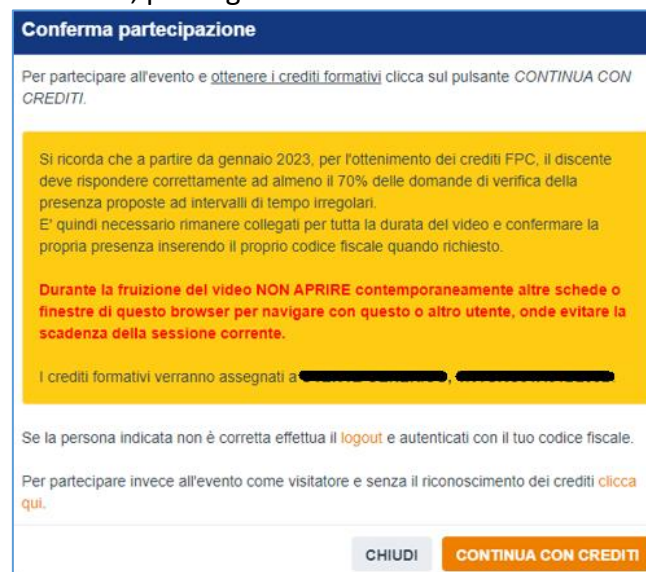 Conferma partecipazione
Per partecipare all'evento e ottenere i crediti formativi clicca sul pulsante CONTINUA CON
CREDITI.
Si ricorda che a partire da gennaio 2023, per l'ottenimento dei crediti FPC, il discente
deve rispondere correttamente ad almeno il 70% delle domande di verifica della
presenza proposte ad intervalli di tempo irregolari.
E' quindi necessario rimanere collegati per tutta la durata del video e confermare la
propria presenza inserendo il proprio codice fiscale quando richiesto.
Durante la fruizione del video NON APRIRE contemporaneamente altre schede o
finestre di questo browser per navigare con questo o altro utente, onde evitare la
scadenza della sessione corrente.
I crediti formativi verranno assegnati a
Se la persona indicata non è corretta effettua il logout e autenticati con il tuo codice fiscale.
Per partecipare invece all'evento come visitatore e senza il riconoscimento dei crediti clicca
qui.
CHIUDI CONTINUA CON CREDITI